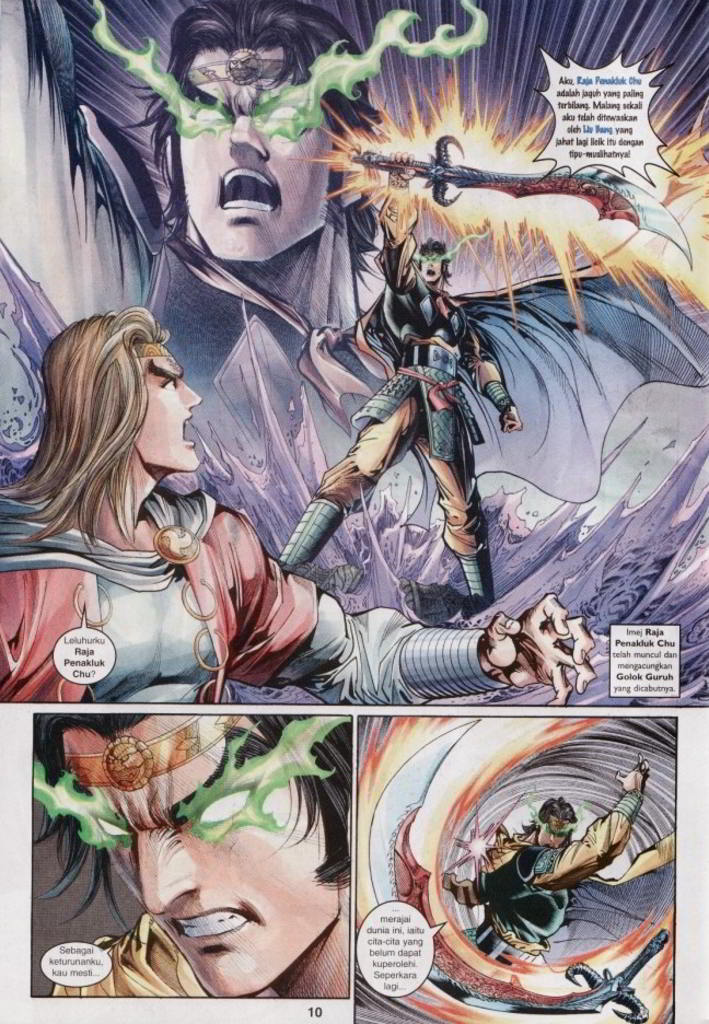 Aku, Raja Penakluk Chu
adalah jaguh yang paling
terbilang. Malang sekali
aku telah ditewaskan
oleh Liu Bang yang
jahat lagi licik itu dengan
tipu-muslihatnya!
Leluhurku
Raja
Penakluk
Chu?
Imej Raja
Penakluk Chu
telah muncul dan
mengacungkan
Golok Guruh
yang dicabutnya.
Sebagai
keturunanku,
kau mesti...
...
merajai
dunia ini, iaitu
cita-cita yang
belum dapat
kuperolehi.
Seperkara
lagi...
10